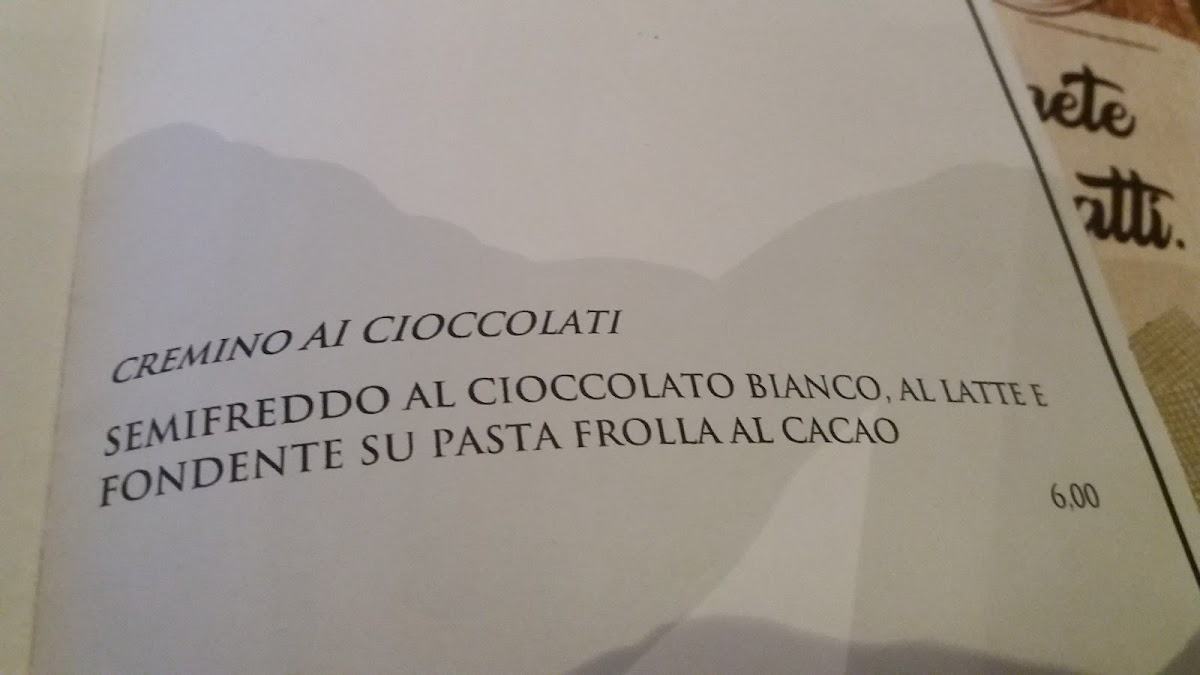 CREMINO AI CIOCCOLATI
SEMIFREDDO AL CIOCCOLATO BIANCO, AL LATTE E
FONDENTE SU PASTA FROLLA AL CACAO
6,00